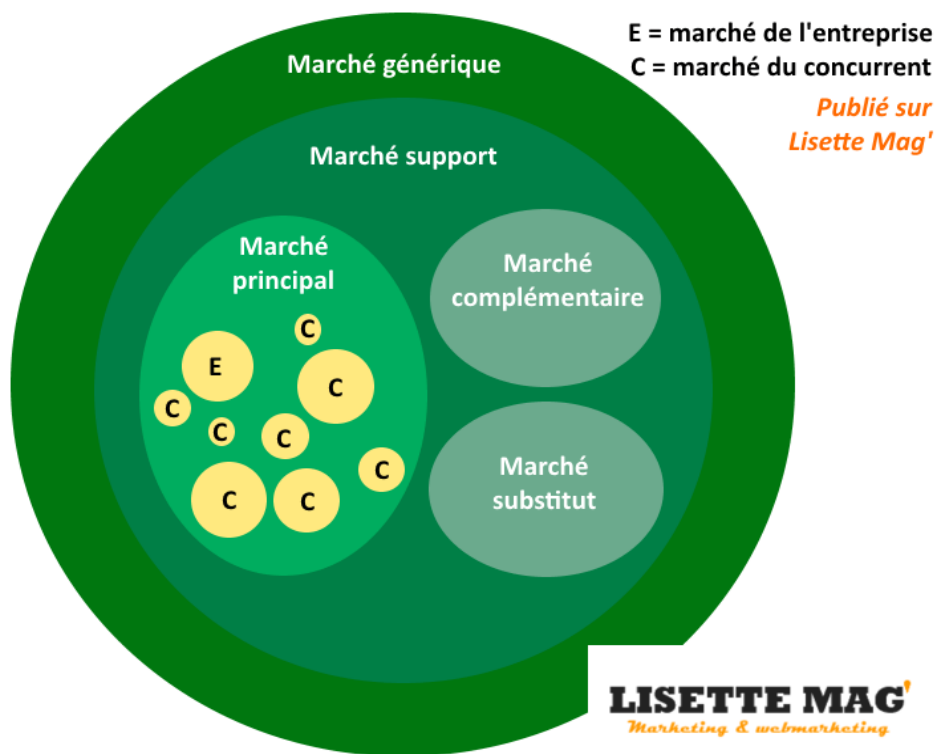 E = marché de l'entreprise
C = marché du concurrent
Publié sur
Lisette Mag'
Marché générique
Marché support
Marché
principal
Marché
complémentaire
C
E
C
C
C
C
C
C
C
C
Marché
substitut
LISETTE MAG'
Marketing & webmarketing